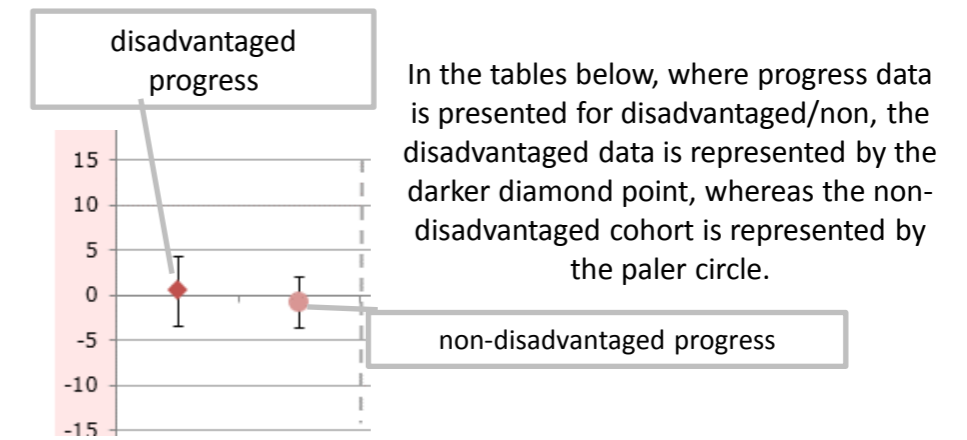 disadvantaged
progress
In the tables below, where progress data
is presented for disadvantaged/non, the
disadvantaged data is represented by the
darker diamond point, whereas the non-
disadvantaged cohort is represented by
the paler circle.
15
10
5
0
-5
-10
-15
non-disadvantaged progress